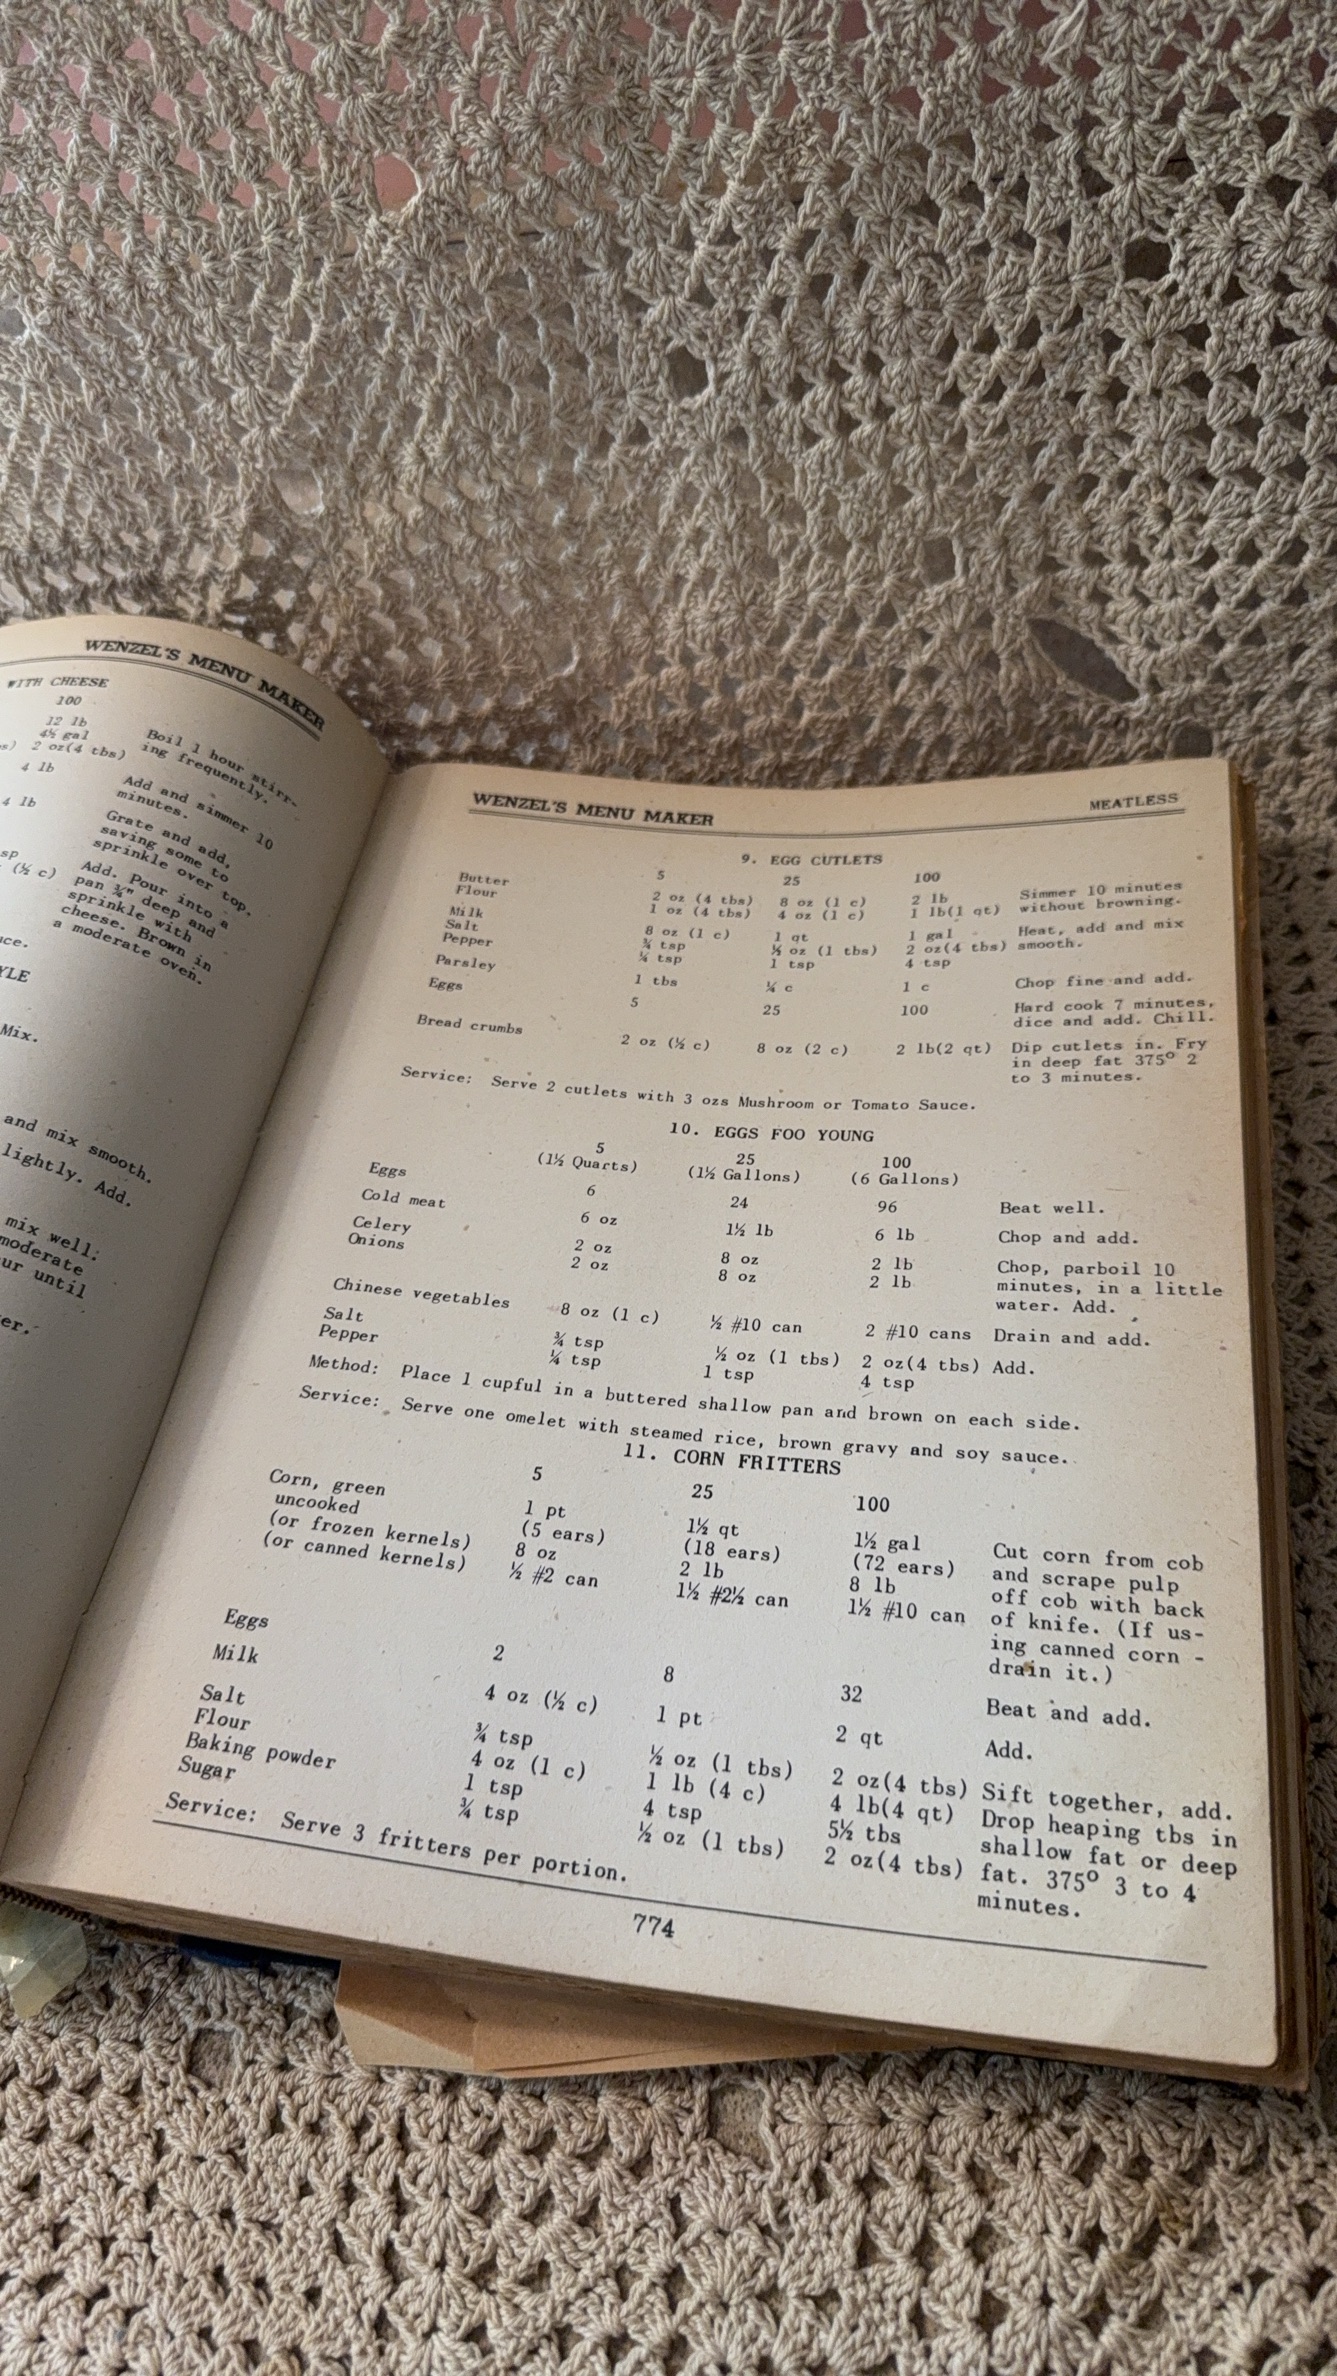 WENZEL'S MENU MAKER
WITH CHEESE
100
12 lb
4½ gal
2 oz(4 tbs)
Boil 1 hour stirr-
ing frequently.
4 lb
Add and simmer 10
minutes.
4 lb
Grate and add,
saving some to
sprinkle over top.
sp
(½ c)
Add. Pour into a
pan ¾" deep and
sprinkle with
cheese. Brown in
a moderate oven.
ce.
YLE
Mix.
and mix smooth.
lightly. Add.
mix well:
moderate
ur until
er.
WENZEL'S MENU MAKER MEATLESS
9. EGG CUTLETS
5 25 100
Butter 2 oz (4 tbs) 8 oz (1 c) 2 lb Simmer 10 minutes
Flour 1 oz (4 tbs) 4 oz (1 c) 1 lb(1 qt) without browning.
Milk 8 oz (1 c) 1 qt 1 gal Heat, add and mix
Salt ¾ tsp ½ oz (1 tbs) 2 oz(4 tbs) smooth.
Pepper ¼ tsp 1 tsp 4 tsp
Parsley 1 tbs ¼ c 1 c Chop fine and add.
Eggs 5 25 100 Hard cook 7 minutes,
dice and add. Chill.
Bread crumbs 2 oz (½ c) 8 oz (2 c) 2 lb(2 qt) Dip cutlets in. Fry
in deep fat 375º 2
to 3 minutes.
Service: Serve 2 cutlets with 3 ozs Mushroom or Tomato Sauce.
10. EGGS FOO YOUNG
5 25 100
(1½ Quarts) (1½ Gallons) (6 Gallons)
Eggs 6 24 96 Beat well.
Cold meat 6 oz 1½ lb 6 lb Chop and add.
Celery 2 oz 8 oz 2 lb Chop, parboil 10
Onions 2 oz 8 oz 2 lb minutes, in a little
water. Add.
Chinese vegetables 8 oz (1 c) ½ #10 can 2 #10 cans Drain and add.
Salt ¾ tsp ½ oz (1 tbs) 2 oz(4 tbs) Add.
Pepper ¼ tsp 1 tsp 4 tsp
Method: Place 1 cupful in a buttered shallow pan and brown on each side.
Service: Serve one omelet with steamed rice, brown gravy and soy sauce.
11. CORN FRITTERS
5 25 100
Corn, green 1 pt 1½ qt 1½ gal Cut corn from cob
uncooked (5 ears) (18 ears) (72 ears) and scrape pulp
(or frozen kernels) 8 oz 2 lb 8 lb off cob with back
(or canned kernels) ½ #2 can 1½ #2½ can 1½ #10 can of knife. (If us-
ing canned corn -
drain it.)
Eggs 2 8 32 Beat and add.
Milk 4 oz (½ c) 1 pt 2 qt Add.
Salt ¾ tsp ½ oz (1 tbs) 2 oz(4 tbs) Sift together, add.
Flour 4 oz (1 c) 1 lb (4 c) 4 lb(4 qt) Drop heaping tbs in
Baking powder 1 tsp 4 tsp 5½ tbs shallow fat or deep
Sugar ¾ tsp ½ oz (1 tbs) 2 oz(4 tbs) fat. 375º 3 to 4
minutes.
Service: Serve 3 fritters per portion.
774